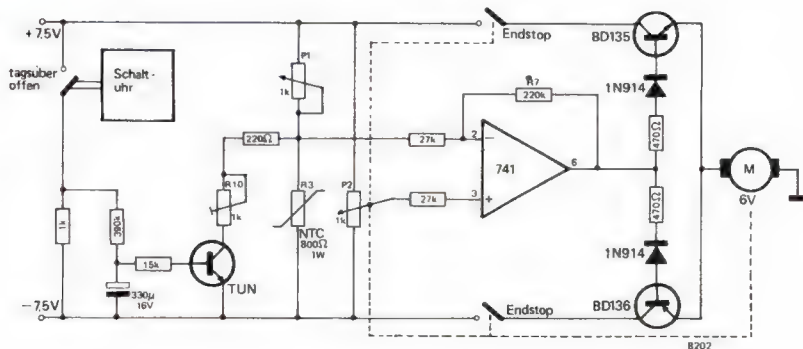 +7.5V
tagsüber
offen
Schalt-
uhr
1k
390k
330µ
16V
15k
TUN
220Ω
R10
1k
P1
1k
R3
NTC
800Ω
1W
P2
1k
27k
27k
2
3
6
741
R7
220k
Endstop
Endstop
BD135
1N914
470Ω
470Ω
1N914
BD136
M
6V
-7.5V
8202